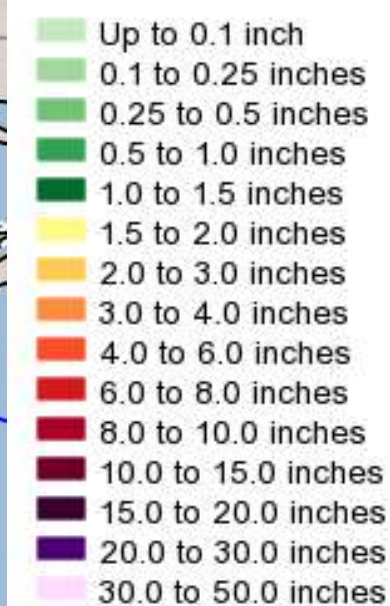 Up to 0.1 inch
0.1 to 0.25 inches
0.25 to 0.5 inches
0.5 to 1.0 inches
1.0 to 1.5 inches
1.5 to 2.0 inches
2.0 to 3.0 inches
3.0 to 4.0 inches
4.0 to 6.0 inches
6.0 to 8.0 inches
8.0 to 10.0 inches
10.0 to 15.0 inches
15.0 to 20.0 inches
20.0 to 30.0 inches
30.0 to 50.0 inches